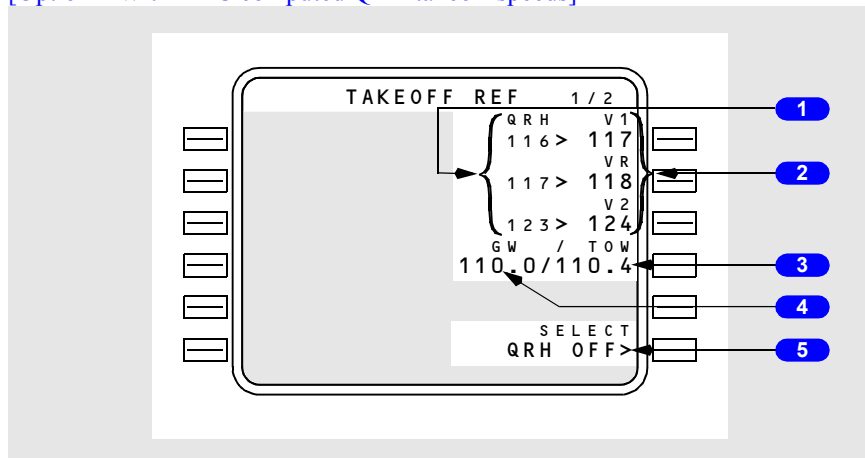 TAKEOFF REF 1/2
QRH V1
116> 117
VR
117> 118
V2
123> 124
GW / TOW
110.0/110.4
SELECT
QRH OFF>
1
2
3
4
5